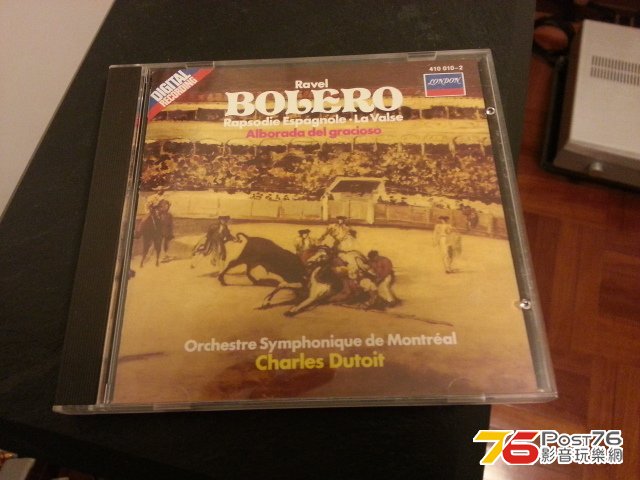 DIGITAL
RECORDING
410 010-2
LONDON
Ravel
BOLERO
Rapsodie Espagnole · La Valse
Alborada del gracioso
Orchestre Symphonique de Montréal
Charles Dutoit
76 Post76
影音玩樂網